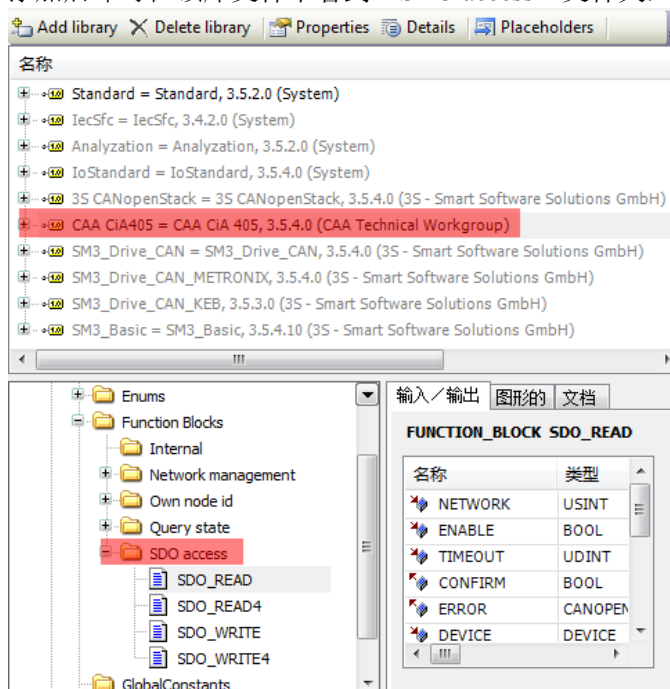 Add library Delete library Properties Details Placeholders
名称
Standard = Standard, 3.5.2.0 (System)
IecSfc = IecSfc, 3.4.2.0 (System)
Analyzation = Analyzation, 3.5.2.0 (System)
IoStandard = IoStandard, 3.5.4.0 (System)
3S CANopenStack = 3S CANopenStack, 3.5.4.0 (3S - Smart Software Solutions GmbH)
CAA CiA405 = CAA CiA 405, 3.5.4.0 (CAA Technical Workgroup)
SM3_Drive_CAN = SM3_Drive_CAN, 3.5.4.0 (3S - Smart Software Solutions GmbH)
SM3_Drive_CAN_METRONIX, 3.5.4.0 (3S - Smart Software Solutions GmbH)
SM3_Drive_CAN_KEB, 3.5.3.0 (3S - Smart Software Solutions GmbH)
SM3_Basic = SM3_Basic, 3.5.4.10 (3S - Smart Software Solutions GmbH)
Enums
Function Blocks
Internal
Network management
Own node id
Query state
SDO access
SDO_READ
SDO_READ4
SDO_WRITE
SDO_WRITE4
GlobalConstants
输入/输出 图形的 文档
FUNCTION_BLOCK SDO_READ
名称 类型
NETWORK USINT
ENABLE BOOL
TIMEOUT UDINT
CONFIRM BOOL
ERROR CANOPEN
DEVICE DEVICE